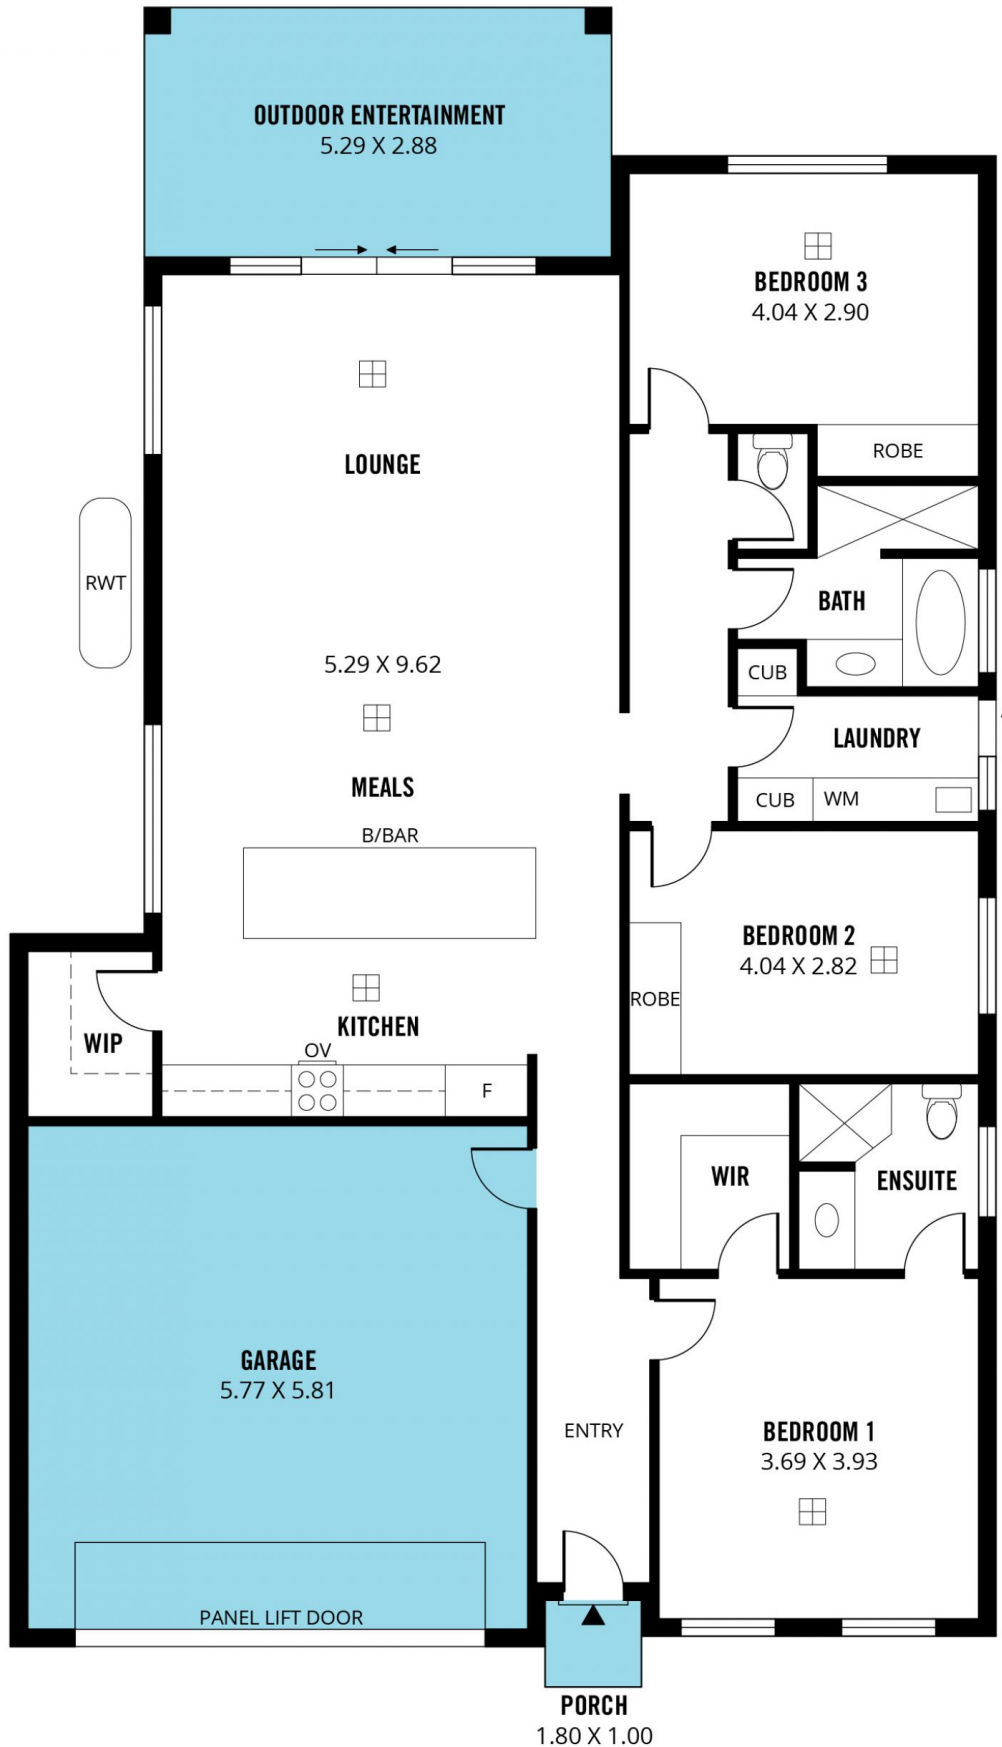 OUTDOOR ENTERTAINMENT
5.29 X 2.88
BEDROOM 3
4.04 X 2.90
ROBE
LOUNGE
RWT
BATH
5.29 X 9.62
CUB
LAUNDRY
MEALS
CUB
WM
B/BAR
BEDROOM 2
4.04 X 2.82
ROBE
KITCHEN
WIP
OV
F
WIR
ENSUITE
GARAGE
5.77 X 5.81
ENTRY
BEDROOM 1
3.69 X 3.93
PANEL LIFT DOOR
PORCH
1.80 X 1.00